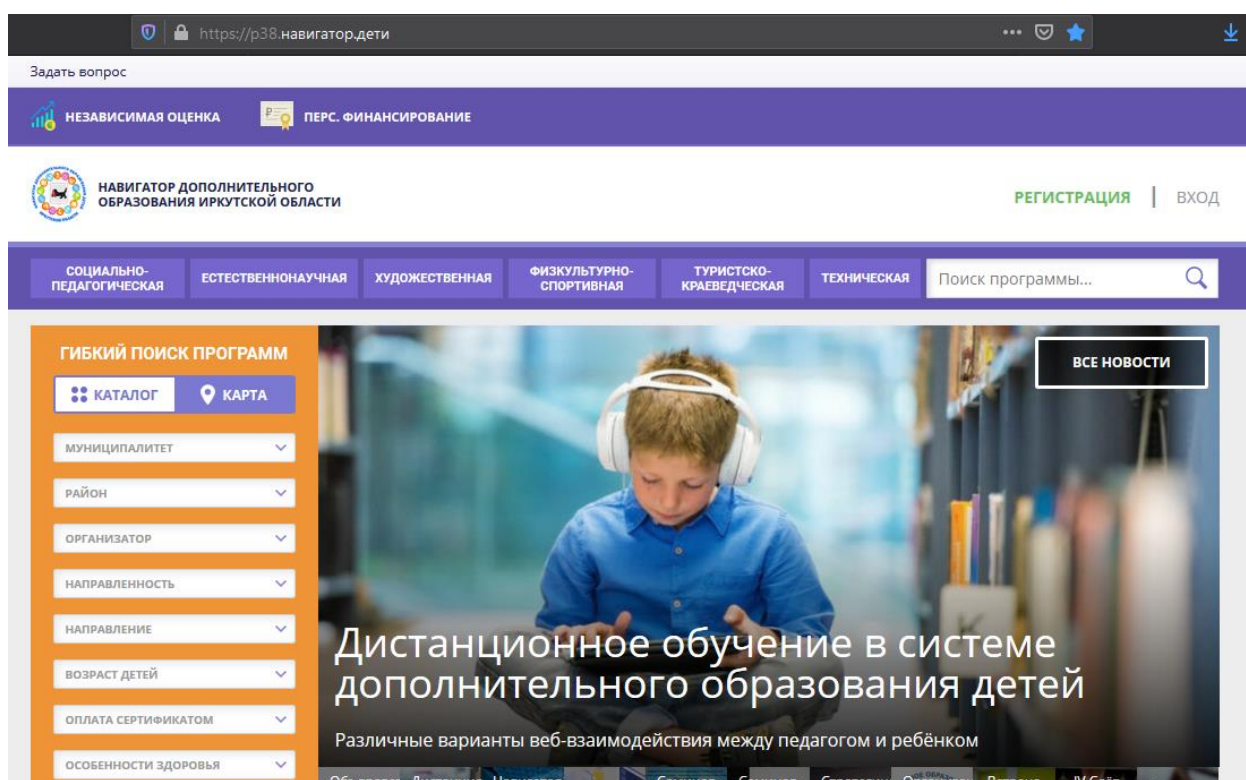 https://р38.навигатор.дети
Задать вопрос
НЕЗАВИСИМАЯ ОЦЕНКА
ПЕРС. ФИНАНСИРОВАНИЕ
НАВИГАТОР ДОПОЛНИТЕЛЬНОГО
ОБРАЗОВАНИЯ ИРКУТСКОЙ ОБЛАСТИ
РЕГИСТРАЦИЯ | ВХОД
СОЦИАЛЬНО-
ПЕДАГОГИЧЕСКАЯ
ЕСТЕСТВЕННОНАУЧНАЯ
ХУДОЖЕСТВЕННАЯ
ФИЗКУЛЬТУРНО-
СПОРТИВНАЯ
ТУРИСТСКО-
КРАЕВЕДЧЕСКАЯ
ТЕХНИЧЕСКАЯ
Поиск программы...
ГИБКИЙ ПОИСК ПРОГРАММ
КАТАЛОГ
КАРТА
МУНИЦИПАЛИТЕТ
РАЙОН
ОРГАНИЗАТОР
НАПРАВЛЕННОСТЬ
НАПРАВЛЕНИЕ
ВОЗРАСТ ДЕТЕЙ
ОПЛАТА СЕРТИФИКАТОМ
ОСОБЕННОСТИ ЗДОРОВЬЯ
ВСЕ НОВОСТИ
Дистанционное обучение в системе
дополнительного образования детей
Различные варианты веб-взаимодействия между педагогом и ребёнком